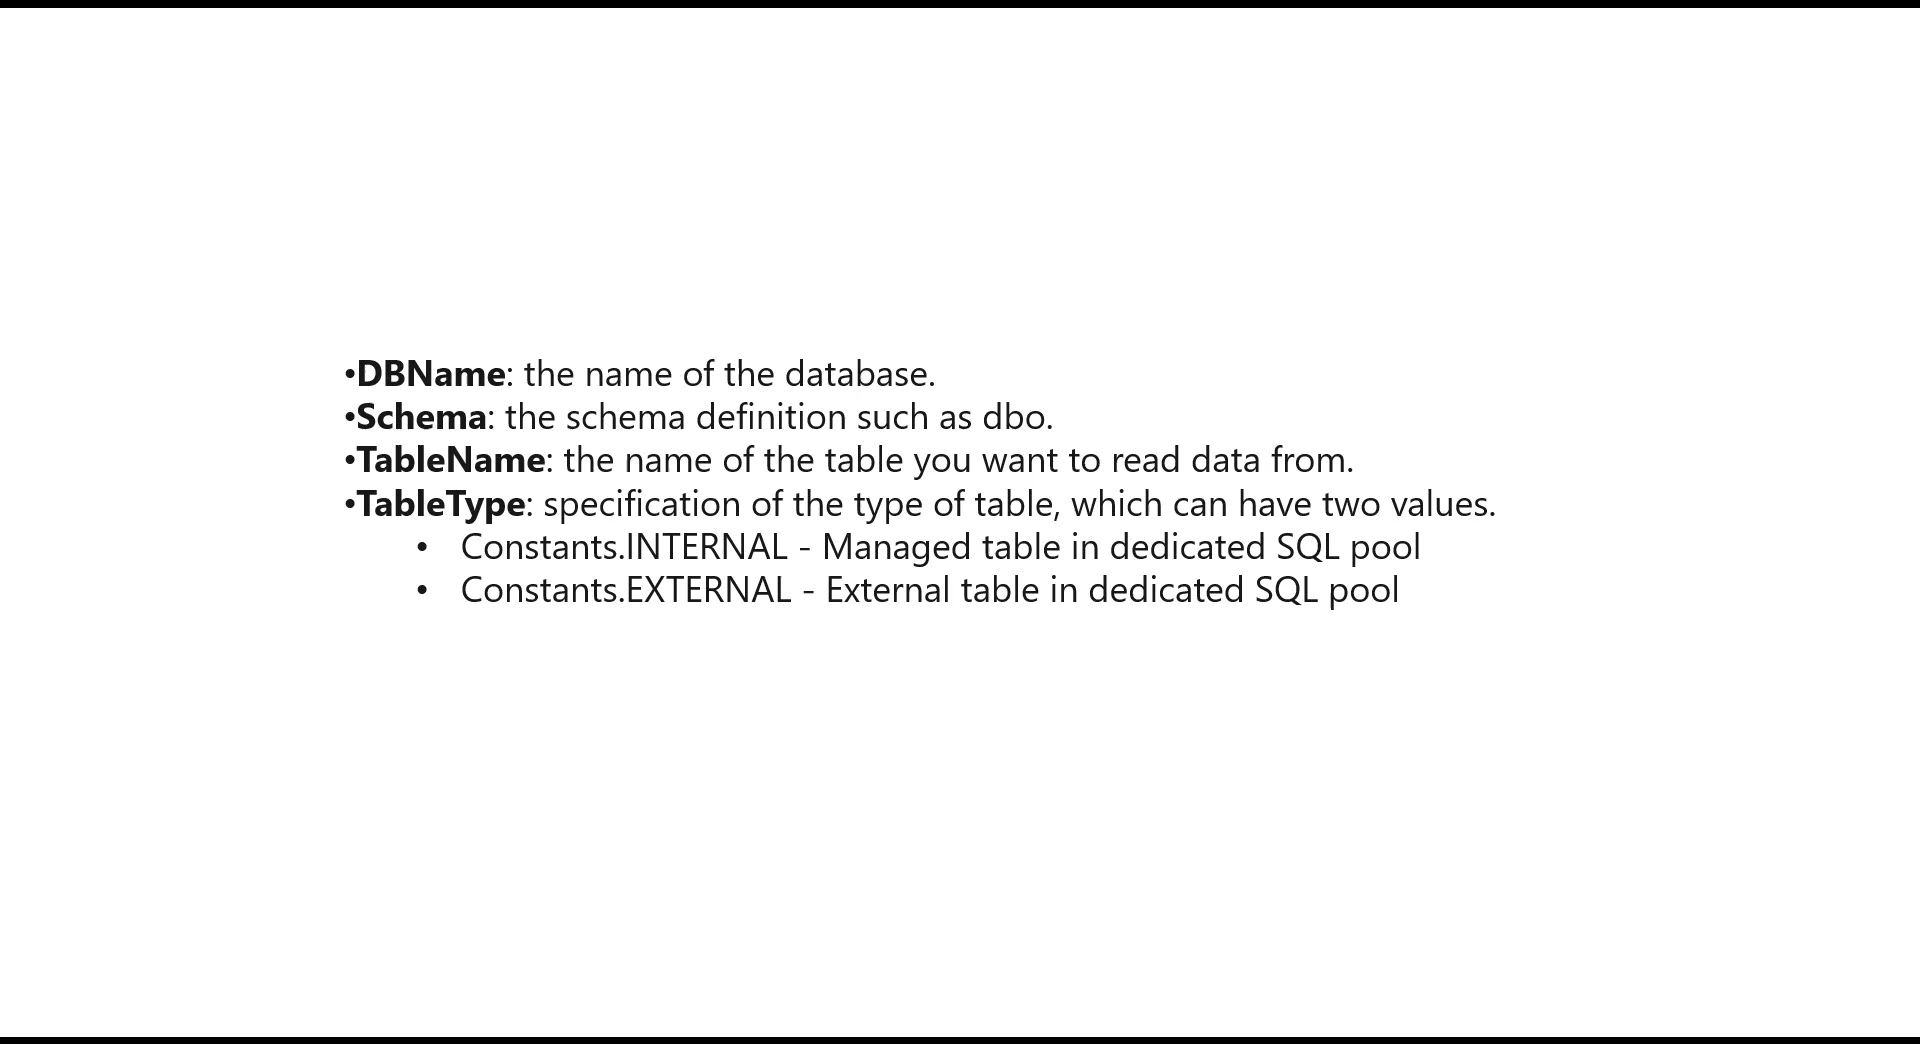 •DBName: the name of the database.
•Schema: the schema definition such as dbo.
•TableName: the name of the table you want to read data from.
•TableType: specification of the type of table, which can have two values.
• Constants.INTERNAL - Managed table in dedicated SQL pool
• Constants.EXTERNAL - External table in dedicated SQL pool